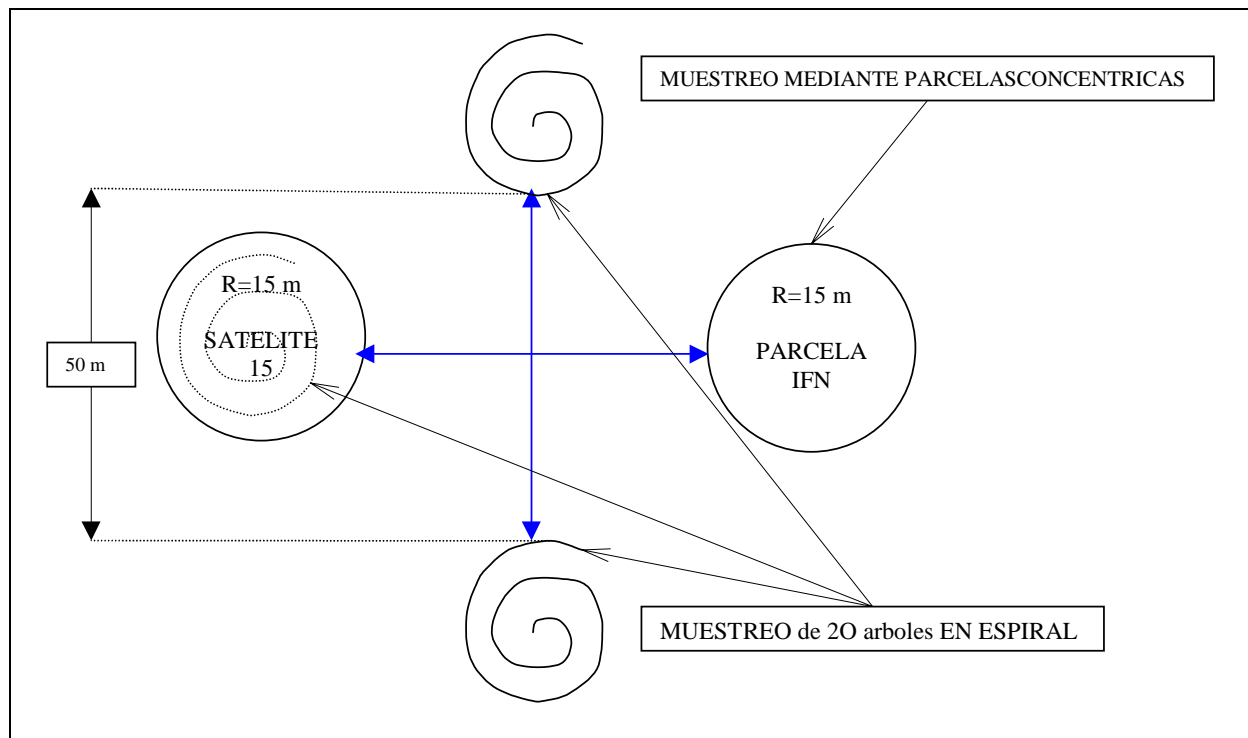 MUESTREO MEDIANTE PARCELASCONCENTRICAS
R=15 m
SATELITE
15
R=15 m
PARCELA
IFN
50 m
MUESTREO de 2O arboles EN ESPIRAL